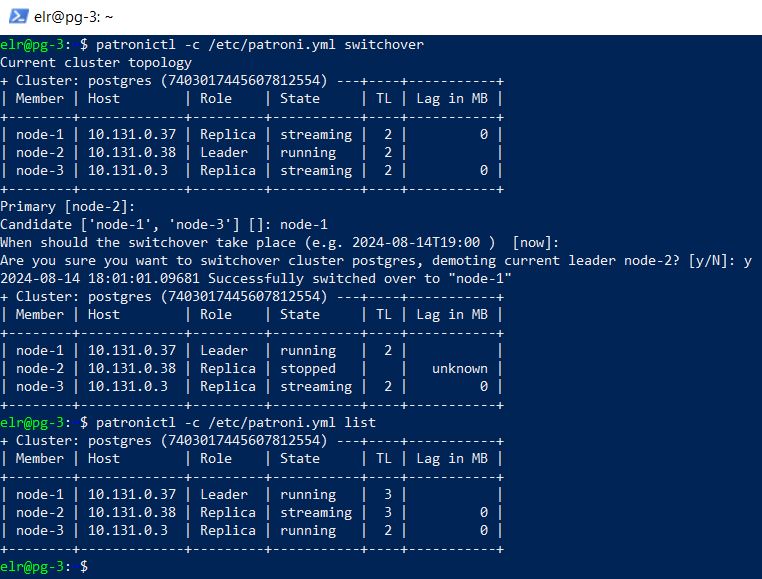 elr@pg-3: ~
elr@pg-3: $ patronictl -c /etc/patroni.yml switchover
Current cluster topology
+ Cluster: postgres (7403017445607812554) ---+----+-----------+
| Member | Host        | Role    | State     | TL | Lag in MB |
+--------+-------------+---------+-----------+----+-----------+
| node-1 | 10.131.0.37 | Replica | streaming |  2 |         0 |
| node-2 | 10.131.0.38 | Leader  | running   |  2 |           |
| node-3 | 10.131.0.3  | Replica | streaming |  2 |         0 |
+--------+-------------+---------+-----------+----+-----------+
Primary [node-2]:
Candidate ['node-1', 'node-3'] []: node-1
When should the switchover take place (e.g. 2024-08-14T19:00 )  [now]:
Are you sure you want to switchover cluster postgres, demoting current leader node-2? [y/N]: y
2024-08-14 18:01:01.09681 Successfully switched over to "node-1"
+ Cluster: postgres (7403017445607812554) ---+----+-----------+
| Member | Host        | Role    | State     | TL | Lag in MB |
+--------+-------------+---------+-----------+----+-----------+
| node-1 | 10.131.0.37 | Leader  | running   |  2 |           |
| node-2 | 10.131.0.38 | Replica | stopped   |    |   unknown |
| node-3 | 10.131.0.3  | Replica | streaming |  2 |         0 |
+--------+-------------+---------+-----------+----+-----------+
elr@pg-3: $ patronictl -c /etc/patroni.yml list
+ Cluster: postgres (7403017445607812554) ---+----+-----------+
| Member | Host        | Role    | State     | TL | Lag in MB |
+--------+-------------+---------+-----------+----+-----------+
| node-1 | 10.131.0.37 | Leader  | running   |  3 |           |
| node-2 | 10.131.0.38 | Replica | streaming |  3 |         0 |
| node-3 | 10.131.0.3  | Replica | running   |  2 |         0 |
+--------+-------------+---------+-----------+----+-----------+
elr@pg-3: $